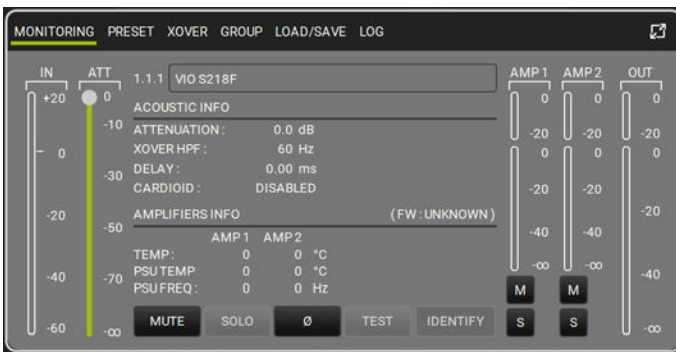 MONITORING PRESET XOVER GROUP LOAD/SAVE LOG
IN ATT AMP 1 AMP 2 OUT
1.1.1 VIO S218F
+20 0 0 0 0
ACOUSTIC INFO
-10 -20 -20 -20
ATTENUATION : 0.0 dB
XOVER HPF : 60 Hz
0 0 0 0
DELAY : 0.00 ms
-30
CARDIOID : DISABLED
-20 -20
-20 AMPLIFIERS INFO ( FW : UNKNOWN ) -20
-50
AMP 1 AMP 2 -40 -40
TEMP : 0 0 °C
-∞ -∞
PSU TEMP 0 0 °C
-40 -70 -40
PSU FREQ : 0 0 Hz
M M
MUTE SOLO Ø TEST IDENTIFY S S
-60 -∞ -∞